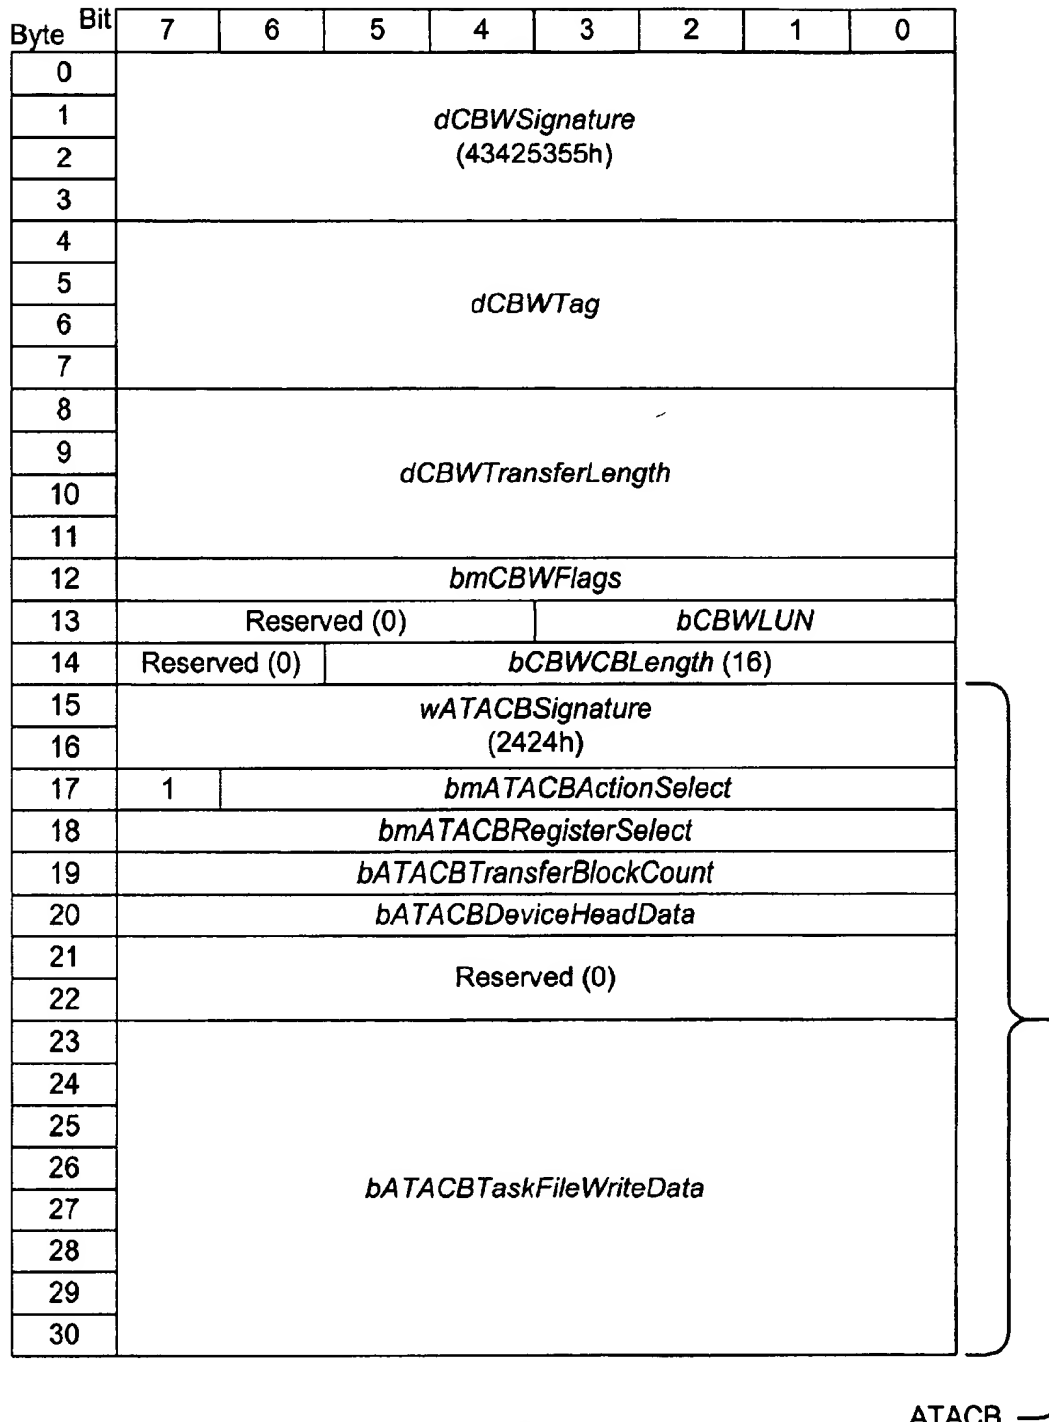 Byte Bit 7 6 5 4 3 2 1 0
0
1 dCBWSignature
2 (43425355h)
3
4
5 dCBWTag
6
7
8
9 dCBWTransferLength
10
11
12 bmCBWFlags
13 Reserved (0) bCBWLUN
14 Reserved (0) bCBWCBLength (16)
15 wATACBSignature
16 (2424h)
17 1 bmATACBActionSelect
18 bmATACBRegisterSelect
19 bATACBTransferBlockCount
20 bATACBDeviceHeadData
21 Reserved (0)
22
23
24
25
26 bATACBTaskFileWriteData
27
28
29
30
ATACB